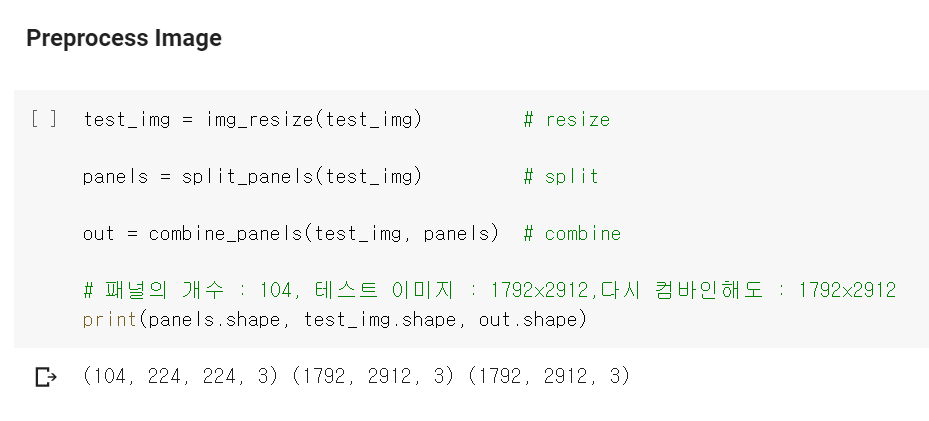 Preprocess Image
[ ] test_img = img_resize(test_img) # resize
panels = split_panels(test_img) # split
out = combine_panels(test_img, panels) # combine
# 패널의 개수 : 104, 테스트 이미지 : 1792x2912,다시 컴바인해도 : 1792x2912
print(panels.shape, test_img.shape, out.shape)
(104, 224, 224, 3) (1792, 2912, 3) (1792, 2912, 3)